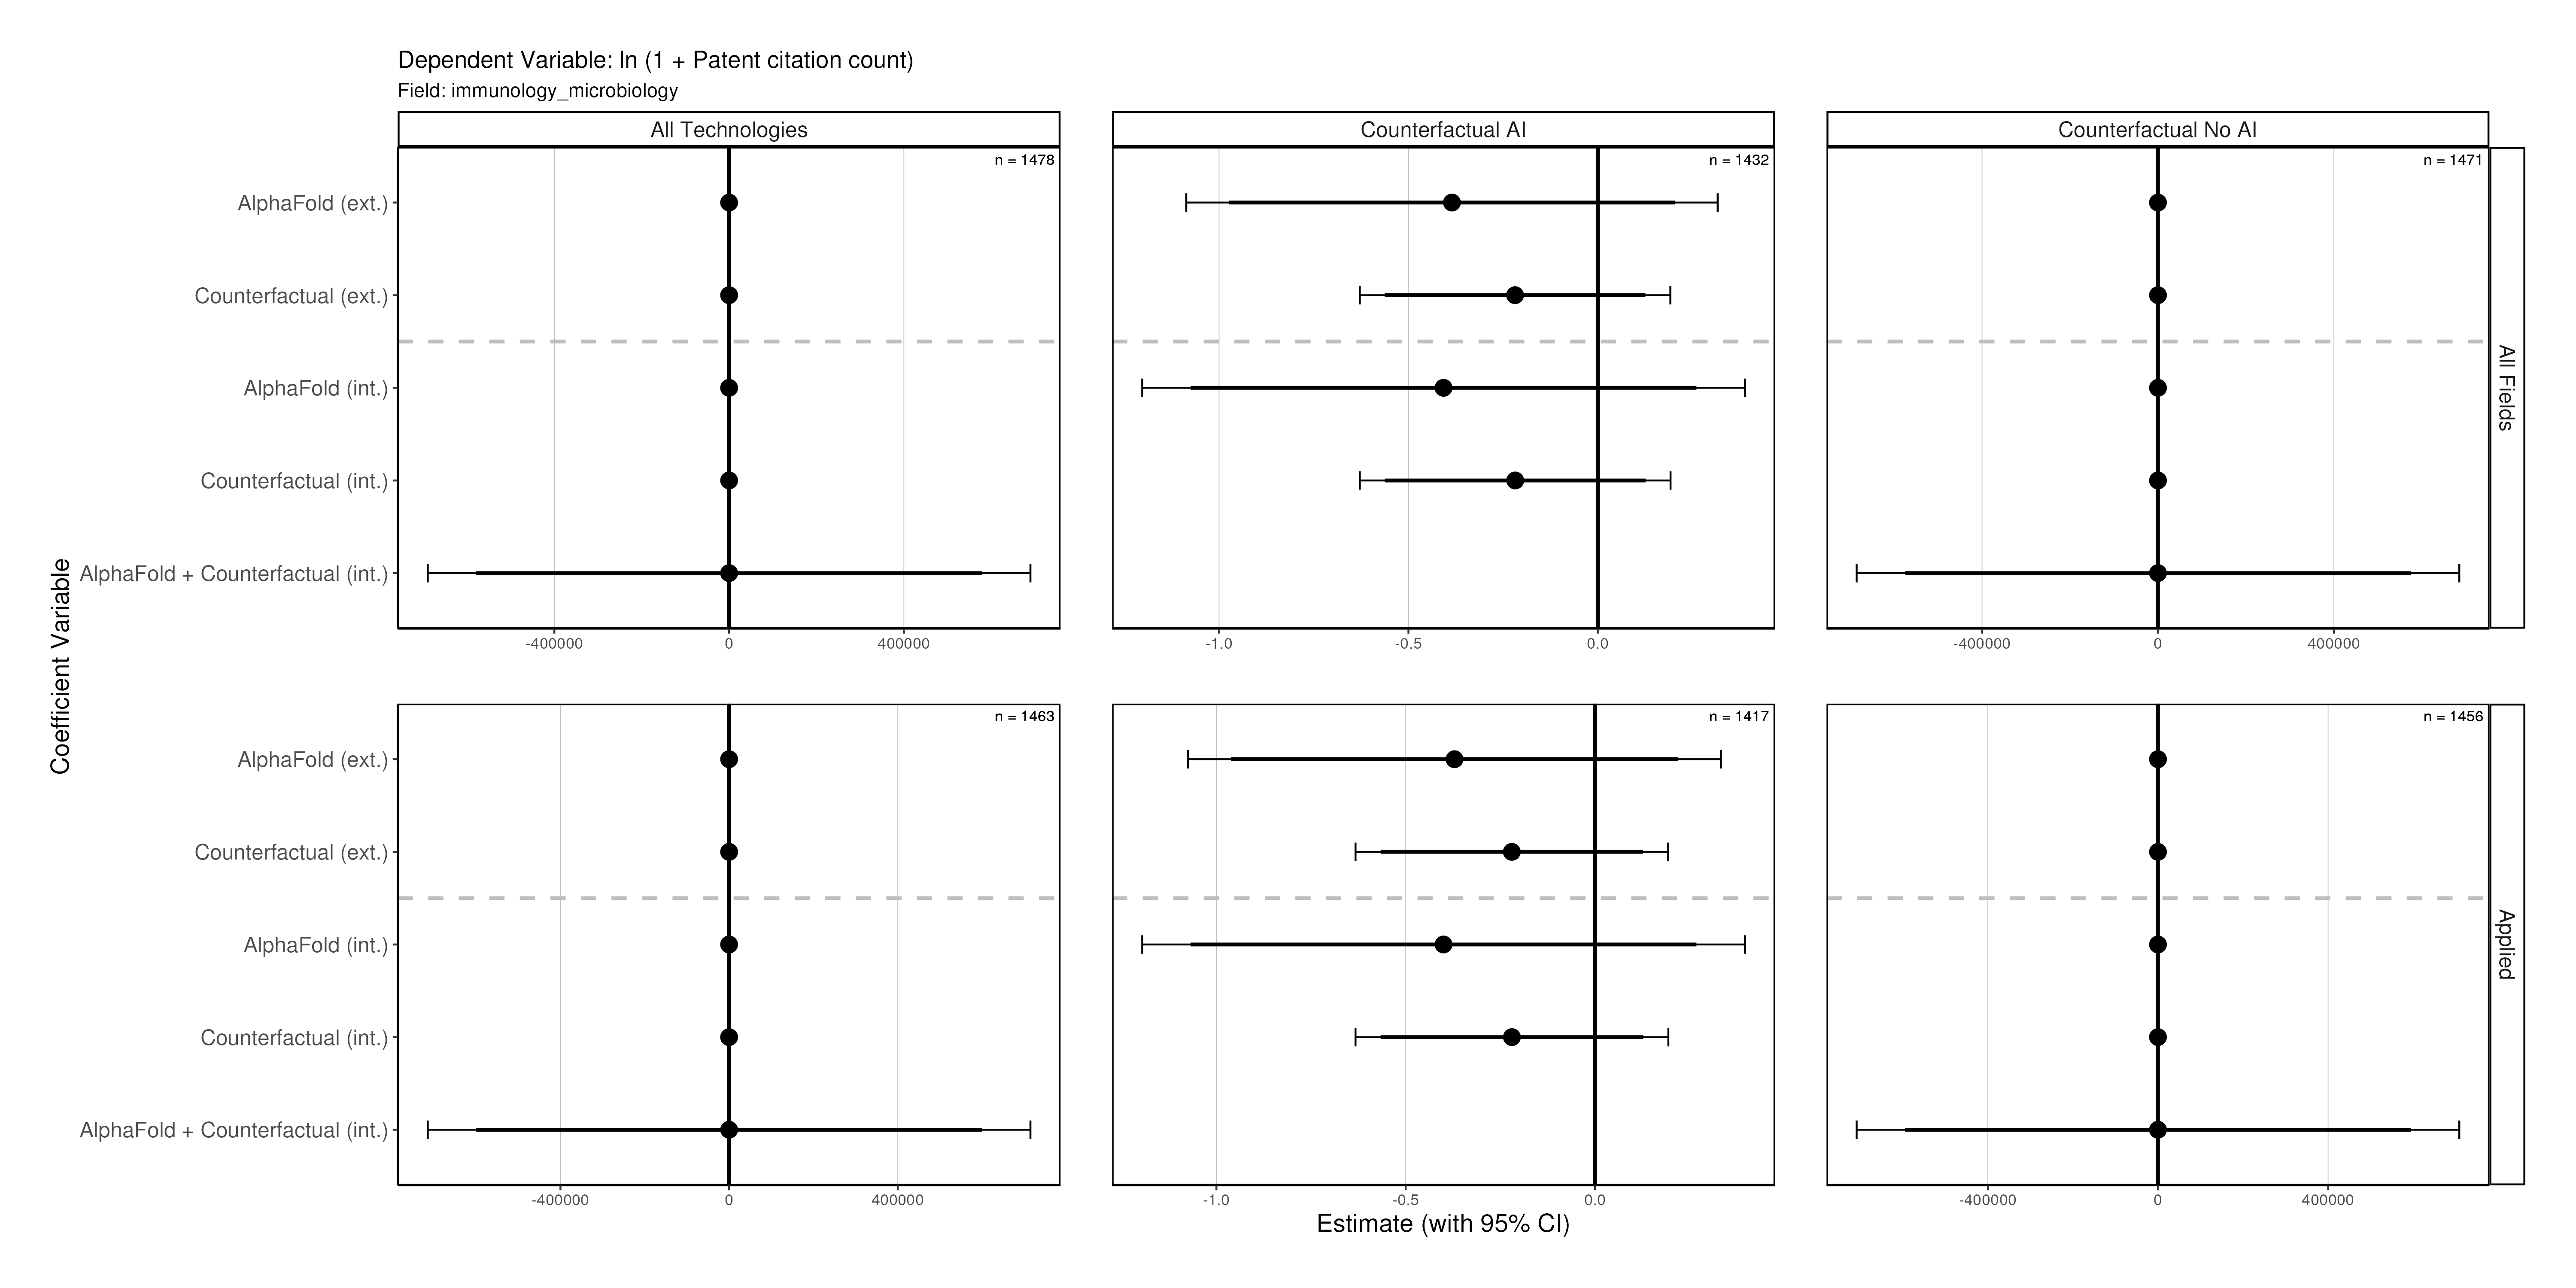 Dependent Variable: ln (1 + Patent citation count)
Field: immunology_microbiology
All Technologies
Counterfactual AI
Counterfactual No AI
Coefficient Variable
AlphaFold (ext.)
Counterfactual (ext.)
AlphaFold (int.)
Counterfactual (int.)
AlphaFold + Counterfactual (int.)
n = 1478
n = 1432
n = 1471
All Fields
-400000 0 400000
-1.0 -0.5 0.0
-400000 0 400000
AlphaFold (ext.)
Counterfactual (ext.)
AlphaFold (int.)
Counterfactual (int.)
AlphaFold + Counterfactual (int.)
n = 1463
n = 1417
n = 1456
Applied
-400000 0 400000
-1.0 -0.5 0.0
-400000 0 400000
Estimate (with 95% CI)